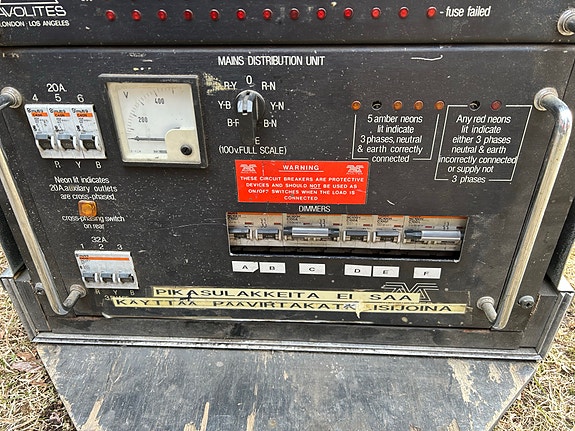 AVOLITES
LONDON · LOS ANGELES
- fuse failed
MAINS DISTRIBUTION UNIT
20A
4 5 6
R Y B
Neon lit indicates
20A auxiliary outlets
are cross-phased.
cross-phasing switch
on rear
32A
1 2 3
R Y B
V
200
400
O
R-Y
R-N
Y-B
Y-N
B-F
B-N
E
(100v FULL SCALE)
5 amber neons
lit indicate
3 phases, neutral
& earth correctly
connected
Any red neons
lit indicate
either 3 phases
neutral & earth
incorrectly connected
or supply not
3 phases
WARNING
THESE CIRCUIT BREAKERS ARE PROTECTIVE
DEVICES AND SHOULD NOT BE USED AS
ON/OFF SWITCHES WHEN THE LOAD IS
CONNECTED
DIMMERS
A B C D E F
PIKASULAKKEITA EI SAA
KÄYTTÄÄ PÄÄVIRTAKATK ISIJOINA